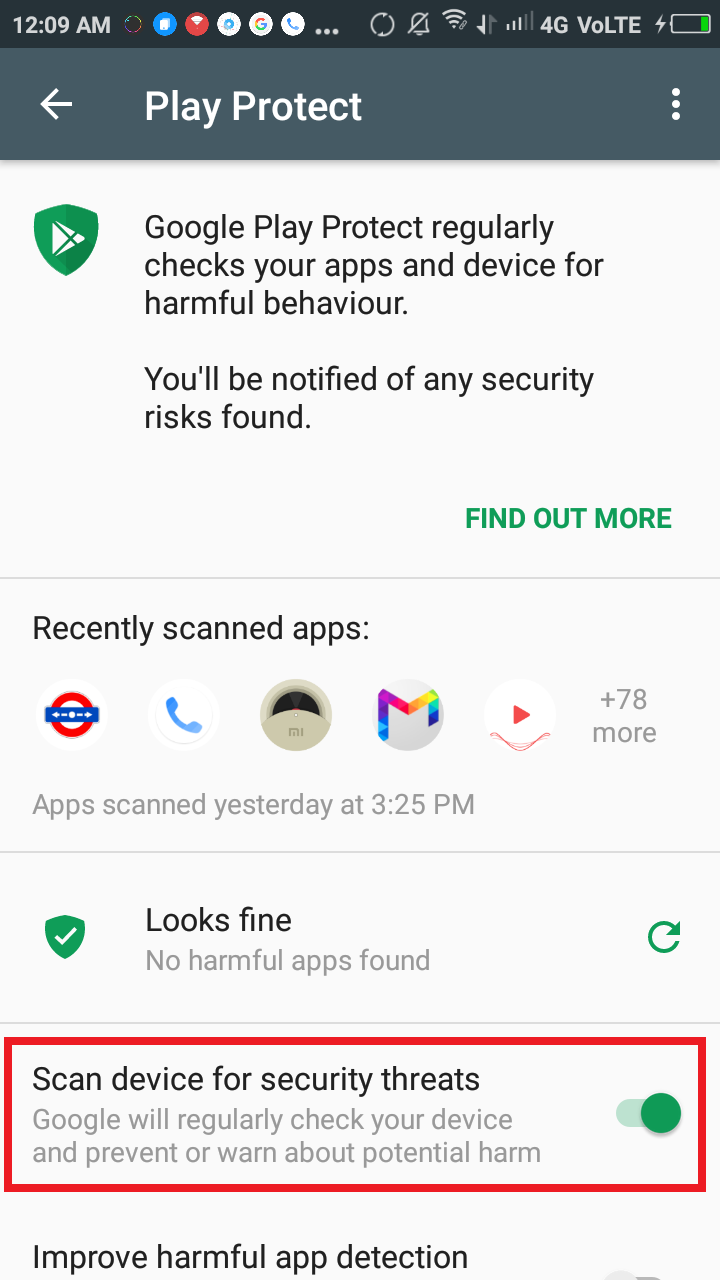 12:09 AM ... 4G VoLTE
Play Protect
Google Play Protect regularly
checks your apps and device for
harmful behaviour.
You'll be notified of any security
risks found.
FIND OUT MORE
Recently scanned apps:
+78
more
mi
Apps scanned yesterday at 3:25 PM
Looks fine
No harmful apps found
Scan device for security threats
Google will regularly check your device
and prevent or warn about potential harm
Improve harmful app detection